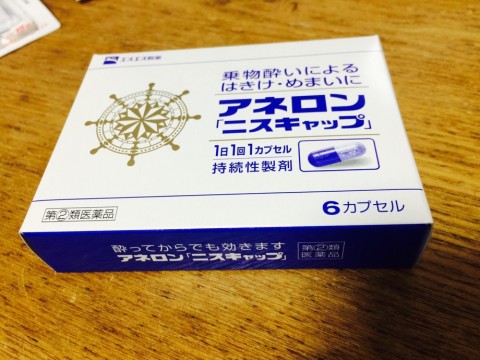 エスエス製薬
乗物酔いによる
はきけ・めまいに
アネロン
「ニスキャップ」
1日1回1カプセル
持続性製剤
指定②類医薬品
6カプセル
酔ってからでも効きます
アネロン「ニスキャップ」
指定②類
医薬品